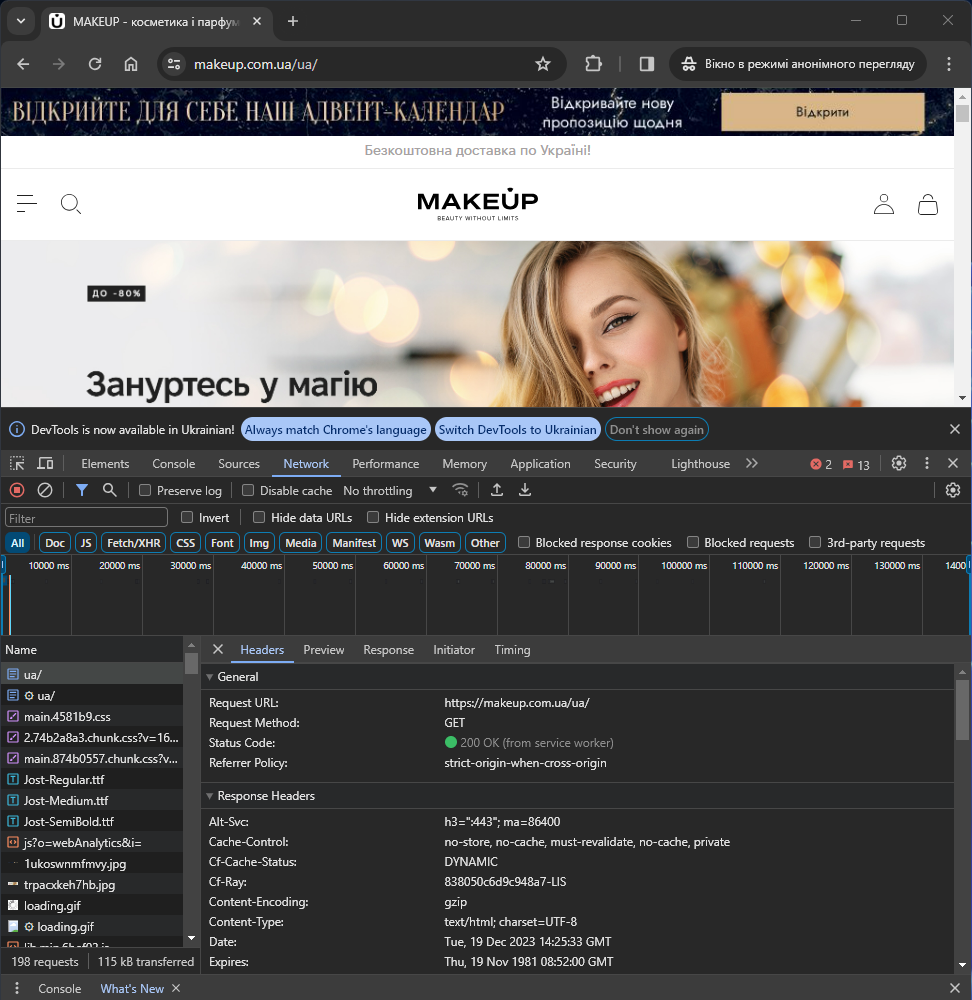 MAKEUP - косметика і парфум
makeup.com.ua/ua/
Вікно в режимі анонімного перегляду
ВІДКРИЙТЕ ДЛЯ СЕБЕ НАШ АДВЕНТ-КАЛЕНДАР
Відкривайте нову
пропозицію щодня
Відкрити
Безкоштовна доставка по Україні!
MAKEUP
BEAUTY WITHOUT LIMITS
ДО -80%
Зануртесь у магію
DevTools is now available in Ukrainian! Always match Chrome's language Switch DevTools to Ukrainian Don't show again
Elements Console Sources Network Performance Memory Application Security Lighthouse 2 13
Preserve log Disable cache No throttling
Filter Invert Hide data URLs Hide extension URLs
All Doc JS Fetch/XHR CSS Font Img Media Manifest WS Wasm Other Blocked response cookies Blocked requests 3rd-party requests
10000 ms 20000 ms 30000 ms 40000 ms 50000 ms 60000 ms 70000 ms 80000 ms 90000 ms 100000 ms 110000 ms 120000 ms 130000 ms 1400
Name
ua/
ua/
main.4581b9.css
2.74b2a8a3.chunk.css?v=16...
main.874b0557.chunk.css?v...
Jost-Regular.ttf
Jost-Medium.ttf
Jost-SemiBold.ttf
js?o=webAnalytics&i=
1ukoswnmfmvy.jpg
trpacxkeh7hb.jpg
loading.gif
loading.gif
198 requests 115 kB transferred
Headers Preview Response Initiator Timing
General
Request URL: https://makeup.com.ua/ua/
Request Method: GET
Status Code: 200 OK (from service worker)
Referrer Policy: strict-origin-when-cross-origin
Response Headers
Alt-Svc: h3=":443"; ma=86400
Cache-Control: no-store, no-cache, must-revalidate, no-cache, private
Cf-Cache-Status: DYNAMIC
Cf-Ray: 838050c6d9c948a7-LIS
Content-Encoding: gzip
Content-Type: text/html; charset=UTF-8
Date: Tue, 19 Dec 2023 14:25:33 GMT
Expires: Thu, 19 Nov 1981 08:52:00 GMT
Console What's New